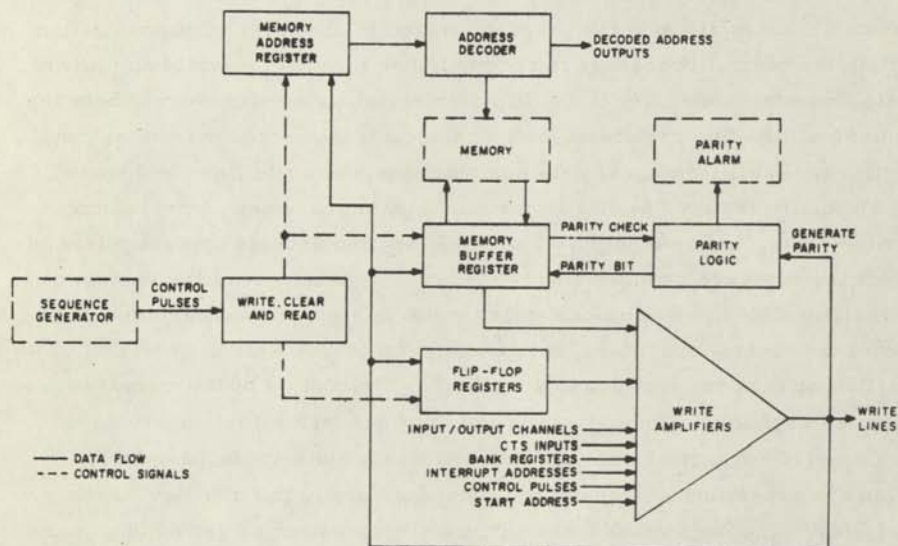 MEMORY
ADDRESS
REGISTER
ADDRESS
DECODER
DECODED ADDRESS
OUTPUTS
MEMORY
PARITY
ALARM
MEMORY
BUFFER
REGISTER
PARITY CHECK
PARITY BIT
PARITY
LOGIC
GENERATE
PARITY
SEQUENCE
GENERATOR
CONTROL
PULSES
WRITE, CLEAR
AND READ
FLIP-FLOP
REGISTERS
WRITE
AMPLIFIERS
WRITE
LINES
INPUT/OUTPUT CHANNELS
CTS INPUTS
BANK REGISTERS
INTERRUPT ADDRESSES
CONTROL PULSES
START ADDRESS
DATA FLOW
CONTROL SIGNALS